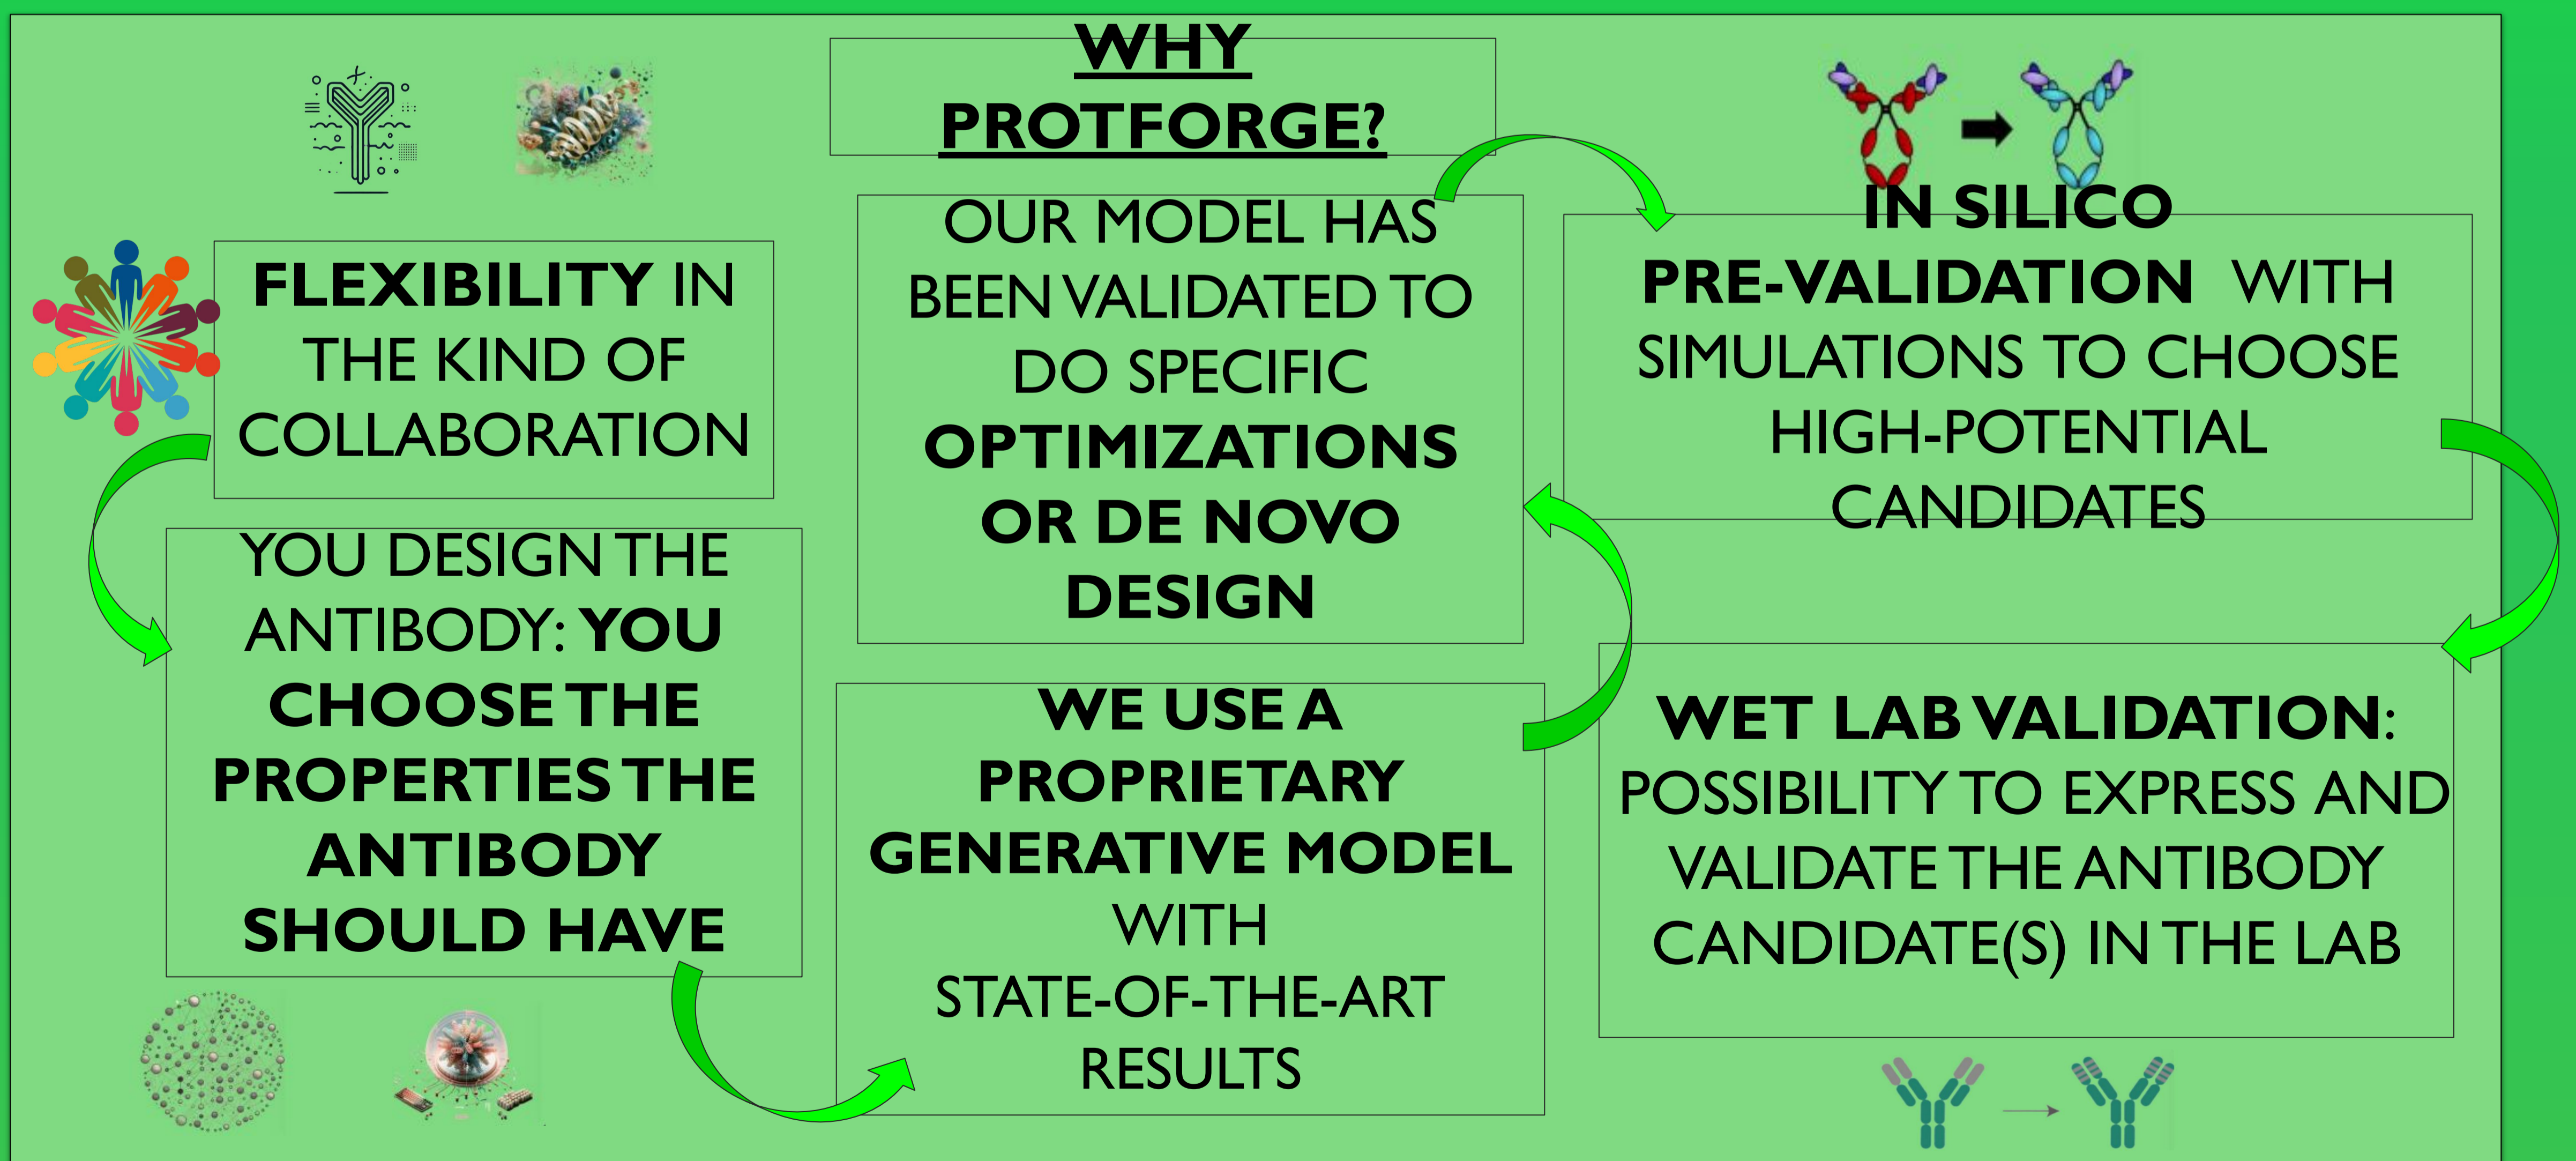 WHY
PROTFORGE?
FLEXIBILITY IN
THE KIND OF
COLLABORATION
YOU DESIGN THE
ANTIBODY: YOU
CHOOSE THE
PROPERTIES THE
ANTIBODY
SHOULD HAVE
WE USE A
PROPRIETARY
GENERATIVE MODEL
WITH
STATE-OF-THE-ART
RESULTS
OUR MODEL HAS
BEEN VALIDATED TO
DO SPECIFIC
OPTIMIZATIONS
OR DE NOVO
DESIGN
IN SILICO
PRE-VALIDATION WITH
SIMULATIONS TO CHOOSE
HIGH-POTENTIAL
CANDIDATES
WET LAB VALIDATION:
POSSIBILITY TO EXPRESS AND
VALIDATE THE ANTIBODY
CANDIDATE(S) IN THE LAB